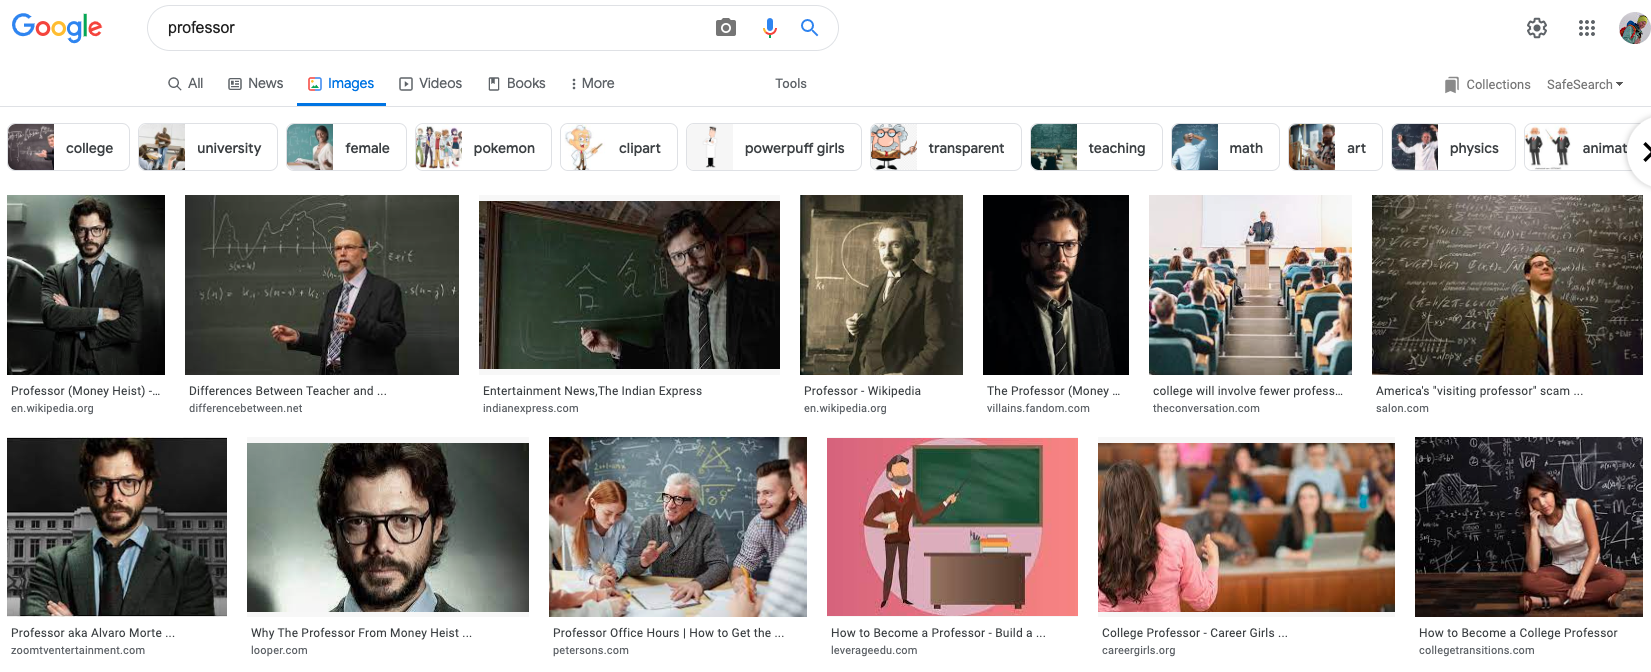 Google
professor
All
News
Images
Videos
Books
More
Tools
Collections
SafeSearch
college
university
female
pokemon
clipart
powerpuff girls
transparent
teaching
math
art
physics
animat
Professor (Money Heist) -...
en.wikipedia.org
Differences Between Teacher and ...
differencebetween.net
Entertainment News,The Indian Express
indianexpress.com
Professor - Wikipedia
en.wikipedia.org
The Professor (Money ...
villains.fandom.com
college will involve fewer profess...
theconversation.com
America's "visiting professor" scam ...
salon.com
Professor aka Alvaro Morte ...
zoomtventertainment.com
Why The Professor From Money Heist ...
looper.com
Professor Office Hours | How to Get the ...
petersons.com
How to Become a Professor - Build a ...
leverageedu.com
College Professor - Career Girls ...
careergirls.org
How to Become a College Professor
collegetransitions.com